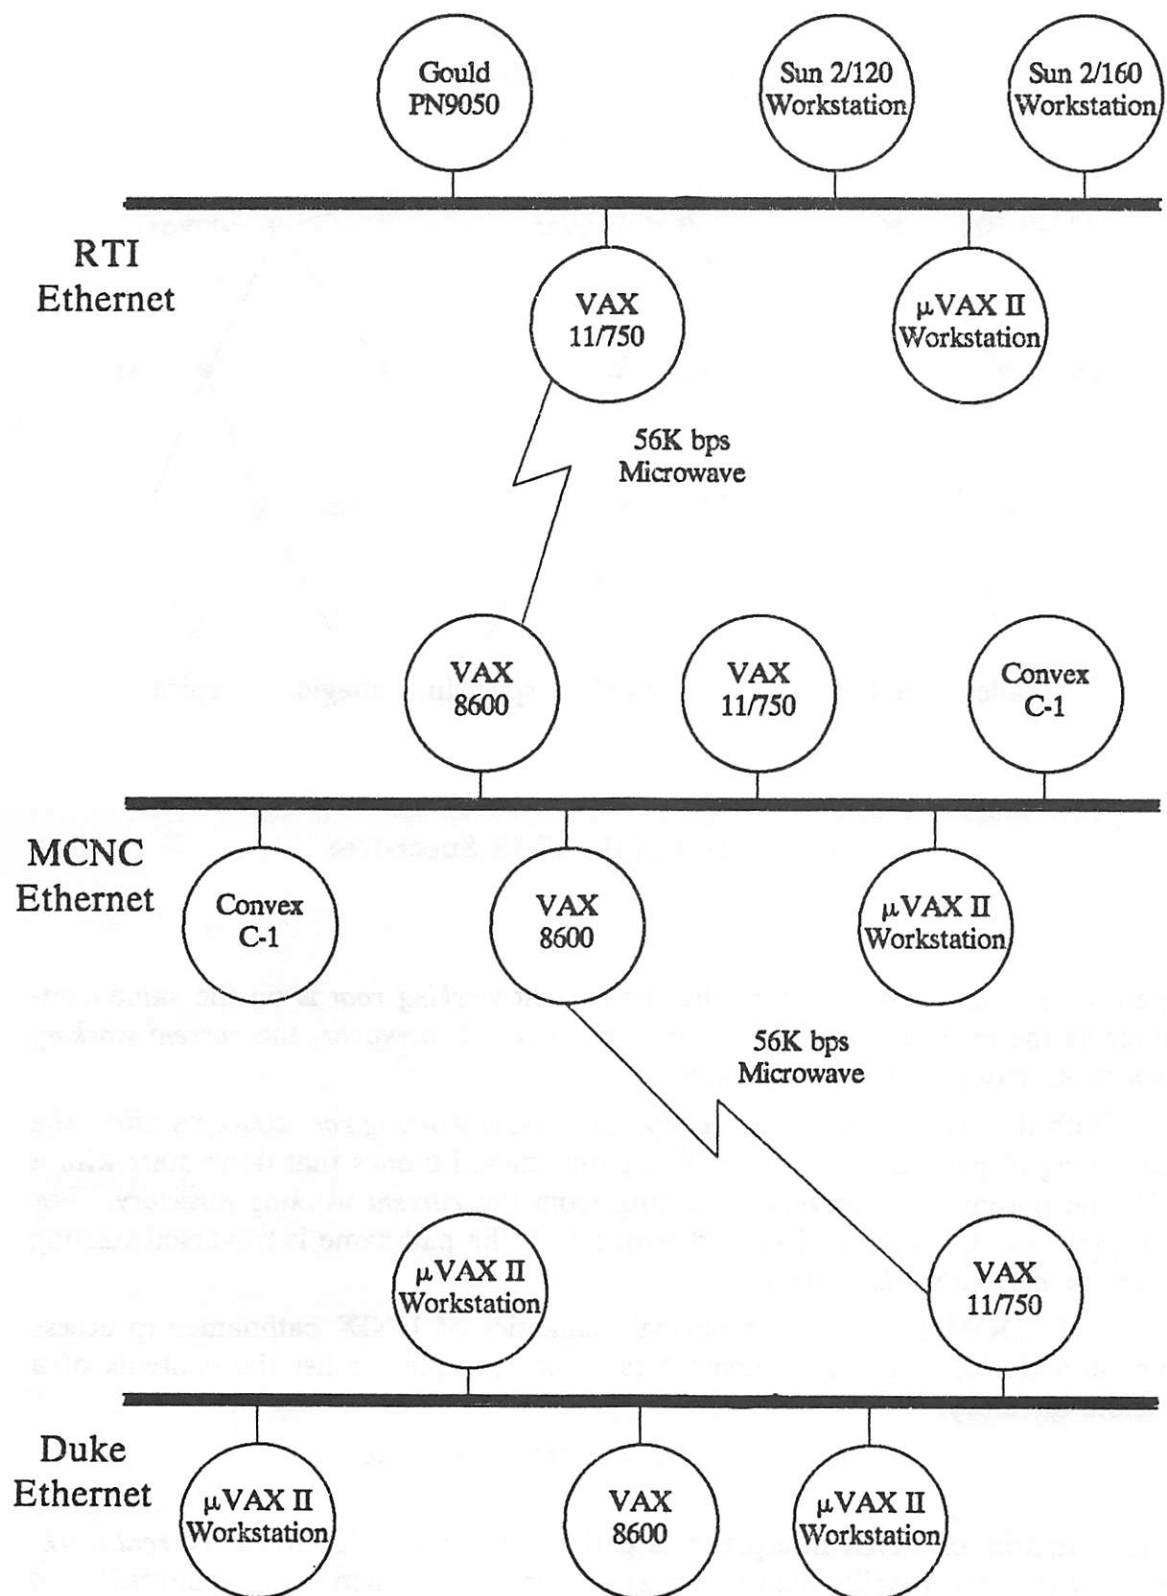 Gould
PN9050
Sun 2/120
Workstation
Sun 2/160
Workstation
RTI
Ethernet
VAX
11/750
μVAX II
Workstation
56K bps
Microwave
VAX
8600
VAX
11/750
Convex
C-1
MCNC
Ethernet
Convex
C-1
VAX
8600
μVAX II
Workstation
56K bps
Microwave
μVAX II
Workstation
VAX
11/750
Duke
Ethernet
μVAX II
Workstation
VAX
8600
μVAX II
Workstation